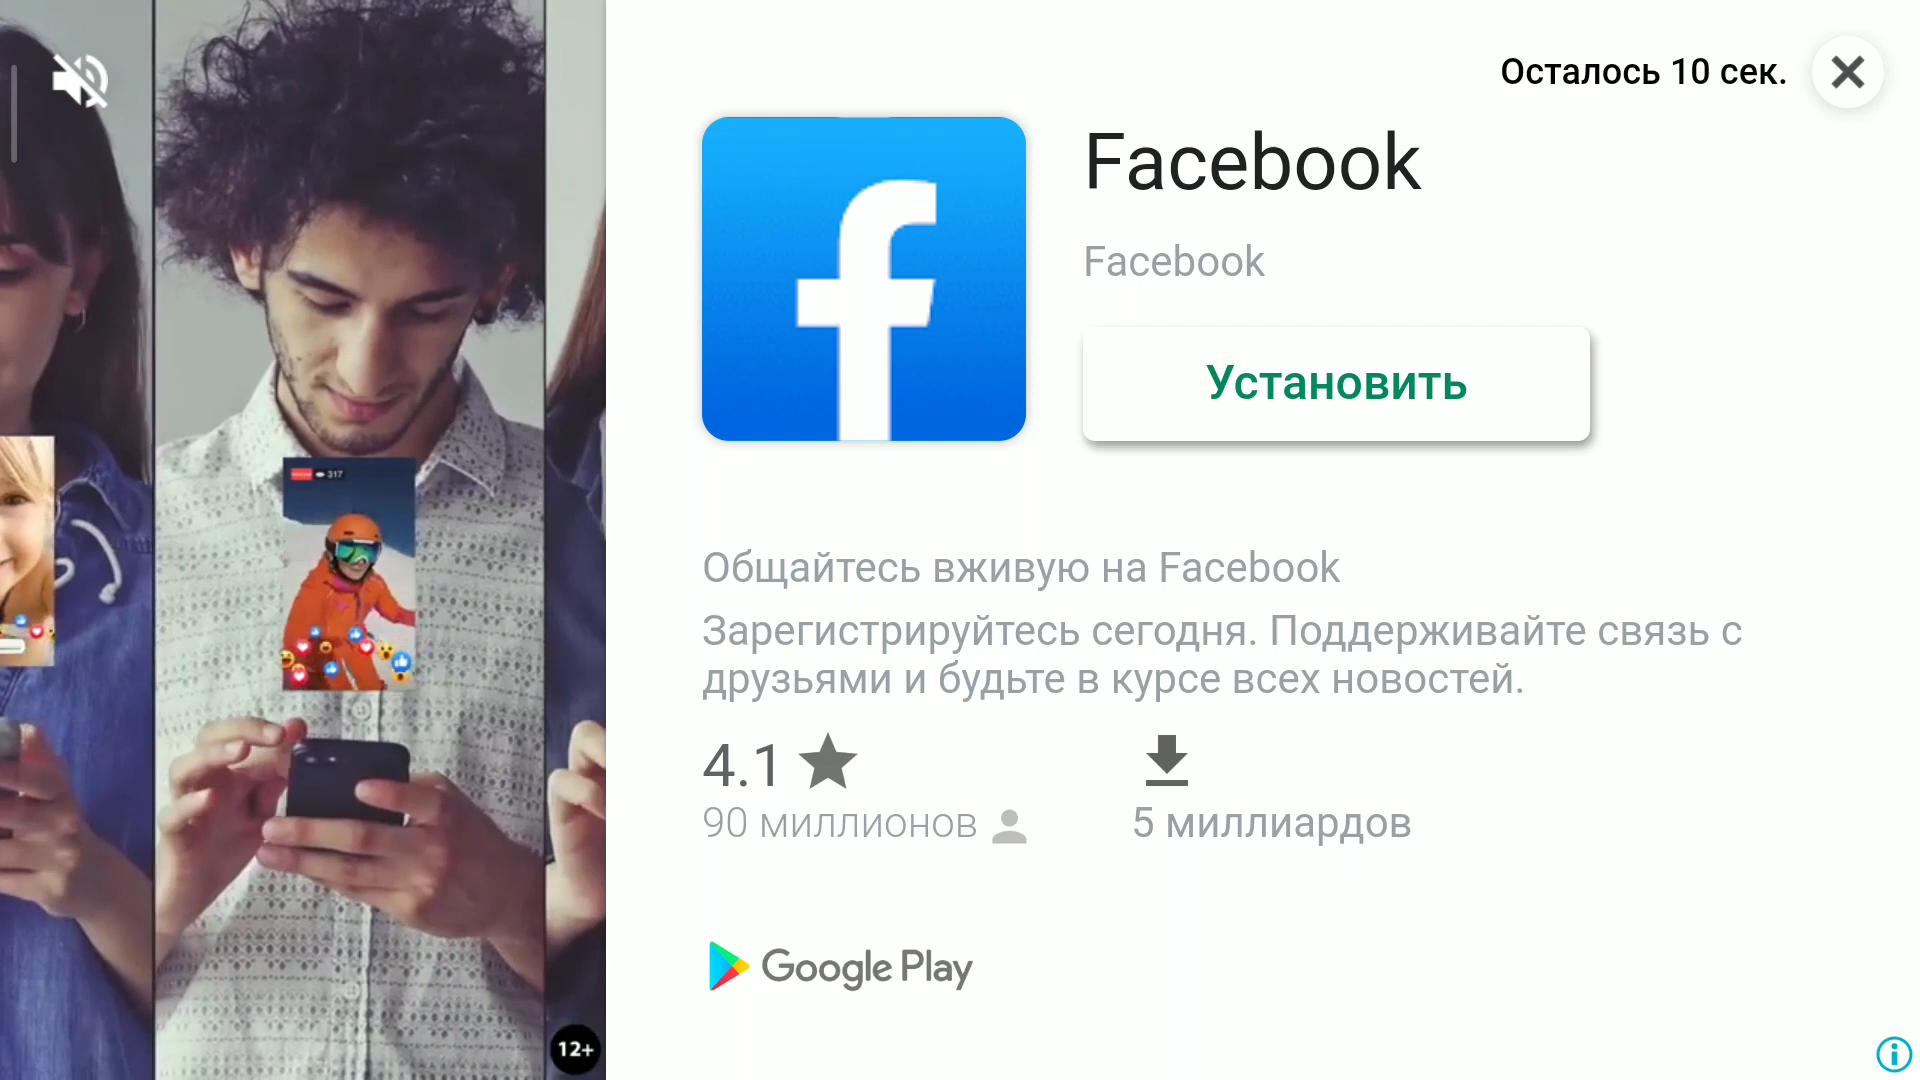 Осталось 10 сек.
Facebook
Facebook
Установить
317
Общайтесь вживую на Facebook
Зарегистрируйтесь сегодня. Поддерживайте связь с
друзьями и будьте в курсе всех новостей.
4.1
90 миллионов
5 миллиардов
Google Play
12+